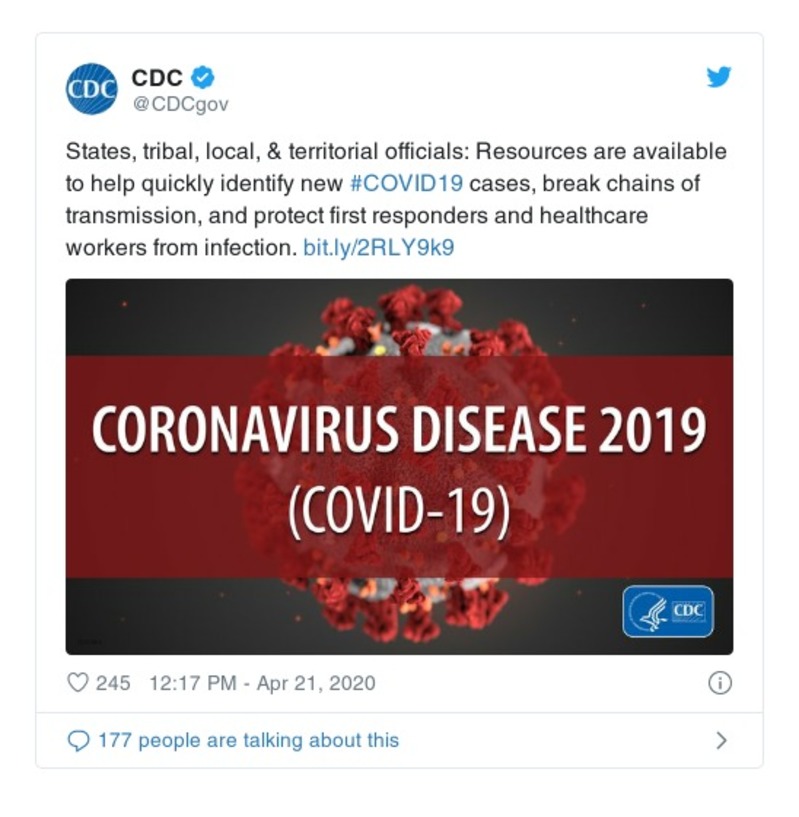 CDC
CDC
@CDCgov
States, tribal, local, & territorial officials: Resources are available
to help quickly identify new #COVID19 cases, break chains of
transmission, and protect first responders and healthcare
workers from infection. bit.ly/2RLY9k9
CORONAVIRUS DISEASE 2019
(COVID-19)
CDC
245 12:17 PM - Apr 21, 2020
177 people are talking about this